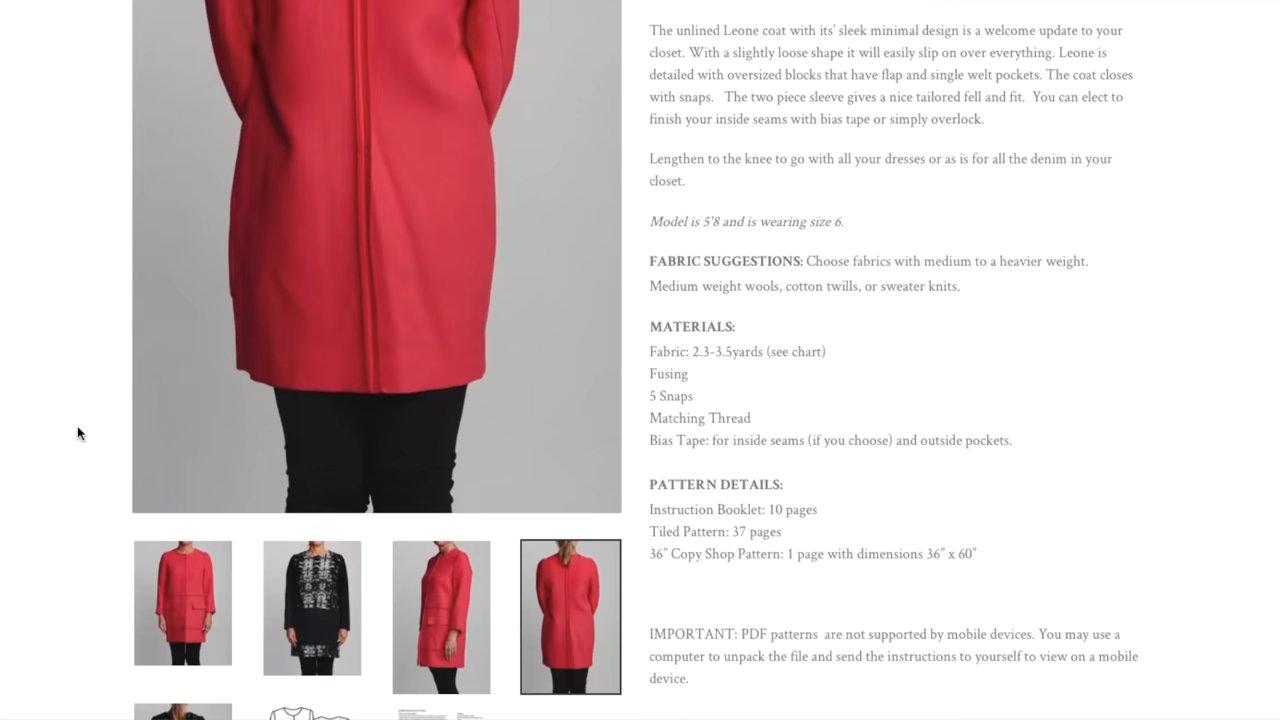 The unlined Leone coat with its' sleek minimal design is a welcome update to your
closet. With a slightly loose shape it will easily slip on over everything. Leone is
detailed with oversized blocks that have flap and single welt pockets. The coat closes
with snaps.   The two piece sleeve gives a nice tailored fell and fit.  You can elect to
finish your inside seams with bias tape or simply overlock.
Lengthen to the knee to go with all your dresses or as is for all the denim in your
closet.
Model is 5'8 and is wearing size 6.
FABRIC SUGGESTIONS: Choose fabrics with medium to a heavier weight.
Medium weight wools, cotton twills, or sweater knits.
MATERIALS:
Fabric: 2.3-3.5yards (see chart)
Fusing
5 Snaps
Matching Thread
Bias Tape: for inside seams (if you choose) and outside pockets.
PATTERN DETAILS:
Instruction Booklet: 10 pages
Tiled Pattern: 37 pages
36" Copy Shop Pattern: 1 page with dimensions 36" x 60"
IMPORTANT: PDF patterns  are not supported by mobile devices. You may use a
computer to unpack the file and send the instructions to yourself to view on a mobile
device.